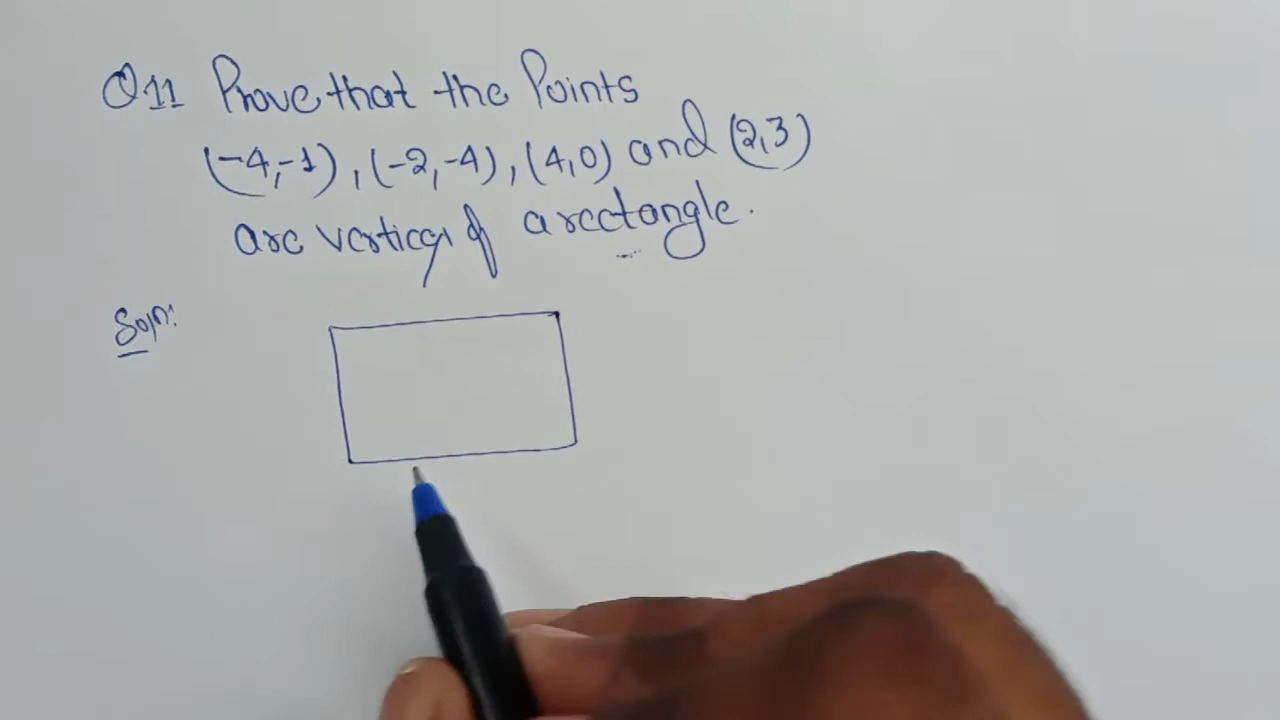 Q11 Prove that the Points
(-4,-1), (-2,-4), (4,0) and (2,3)
are vertices of a rectangle.
Soln: